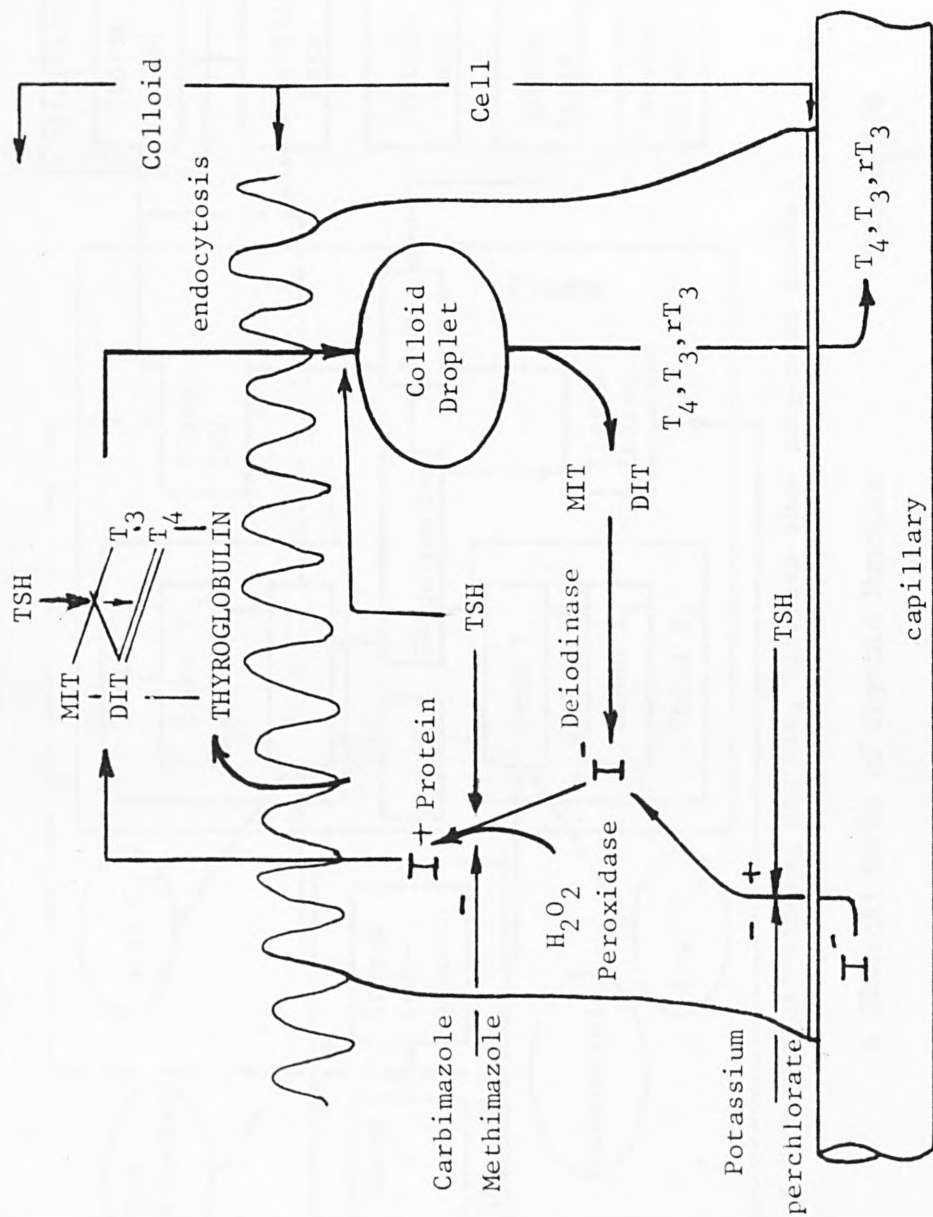 TSH
MIT
T3
DIT
T4
THYROGLOBULIN
Colloid
endocytosis
Cell
I+ Protein
TSH
Colloid
Droplet
Carbimazole
Methimazole
-
H2O2
Peroxidase
I-
Deiodinase
MIT
DIT
T4,T3,rT3
Potassium
perchlorate
- +
TSH
I-
T4,T3,rT3
capillary